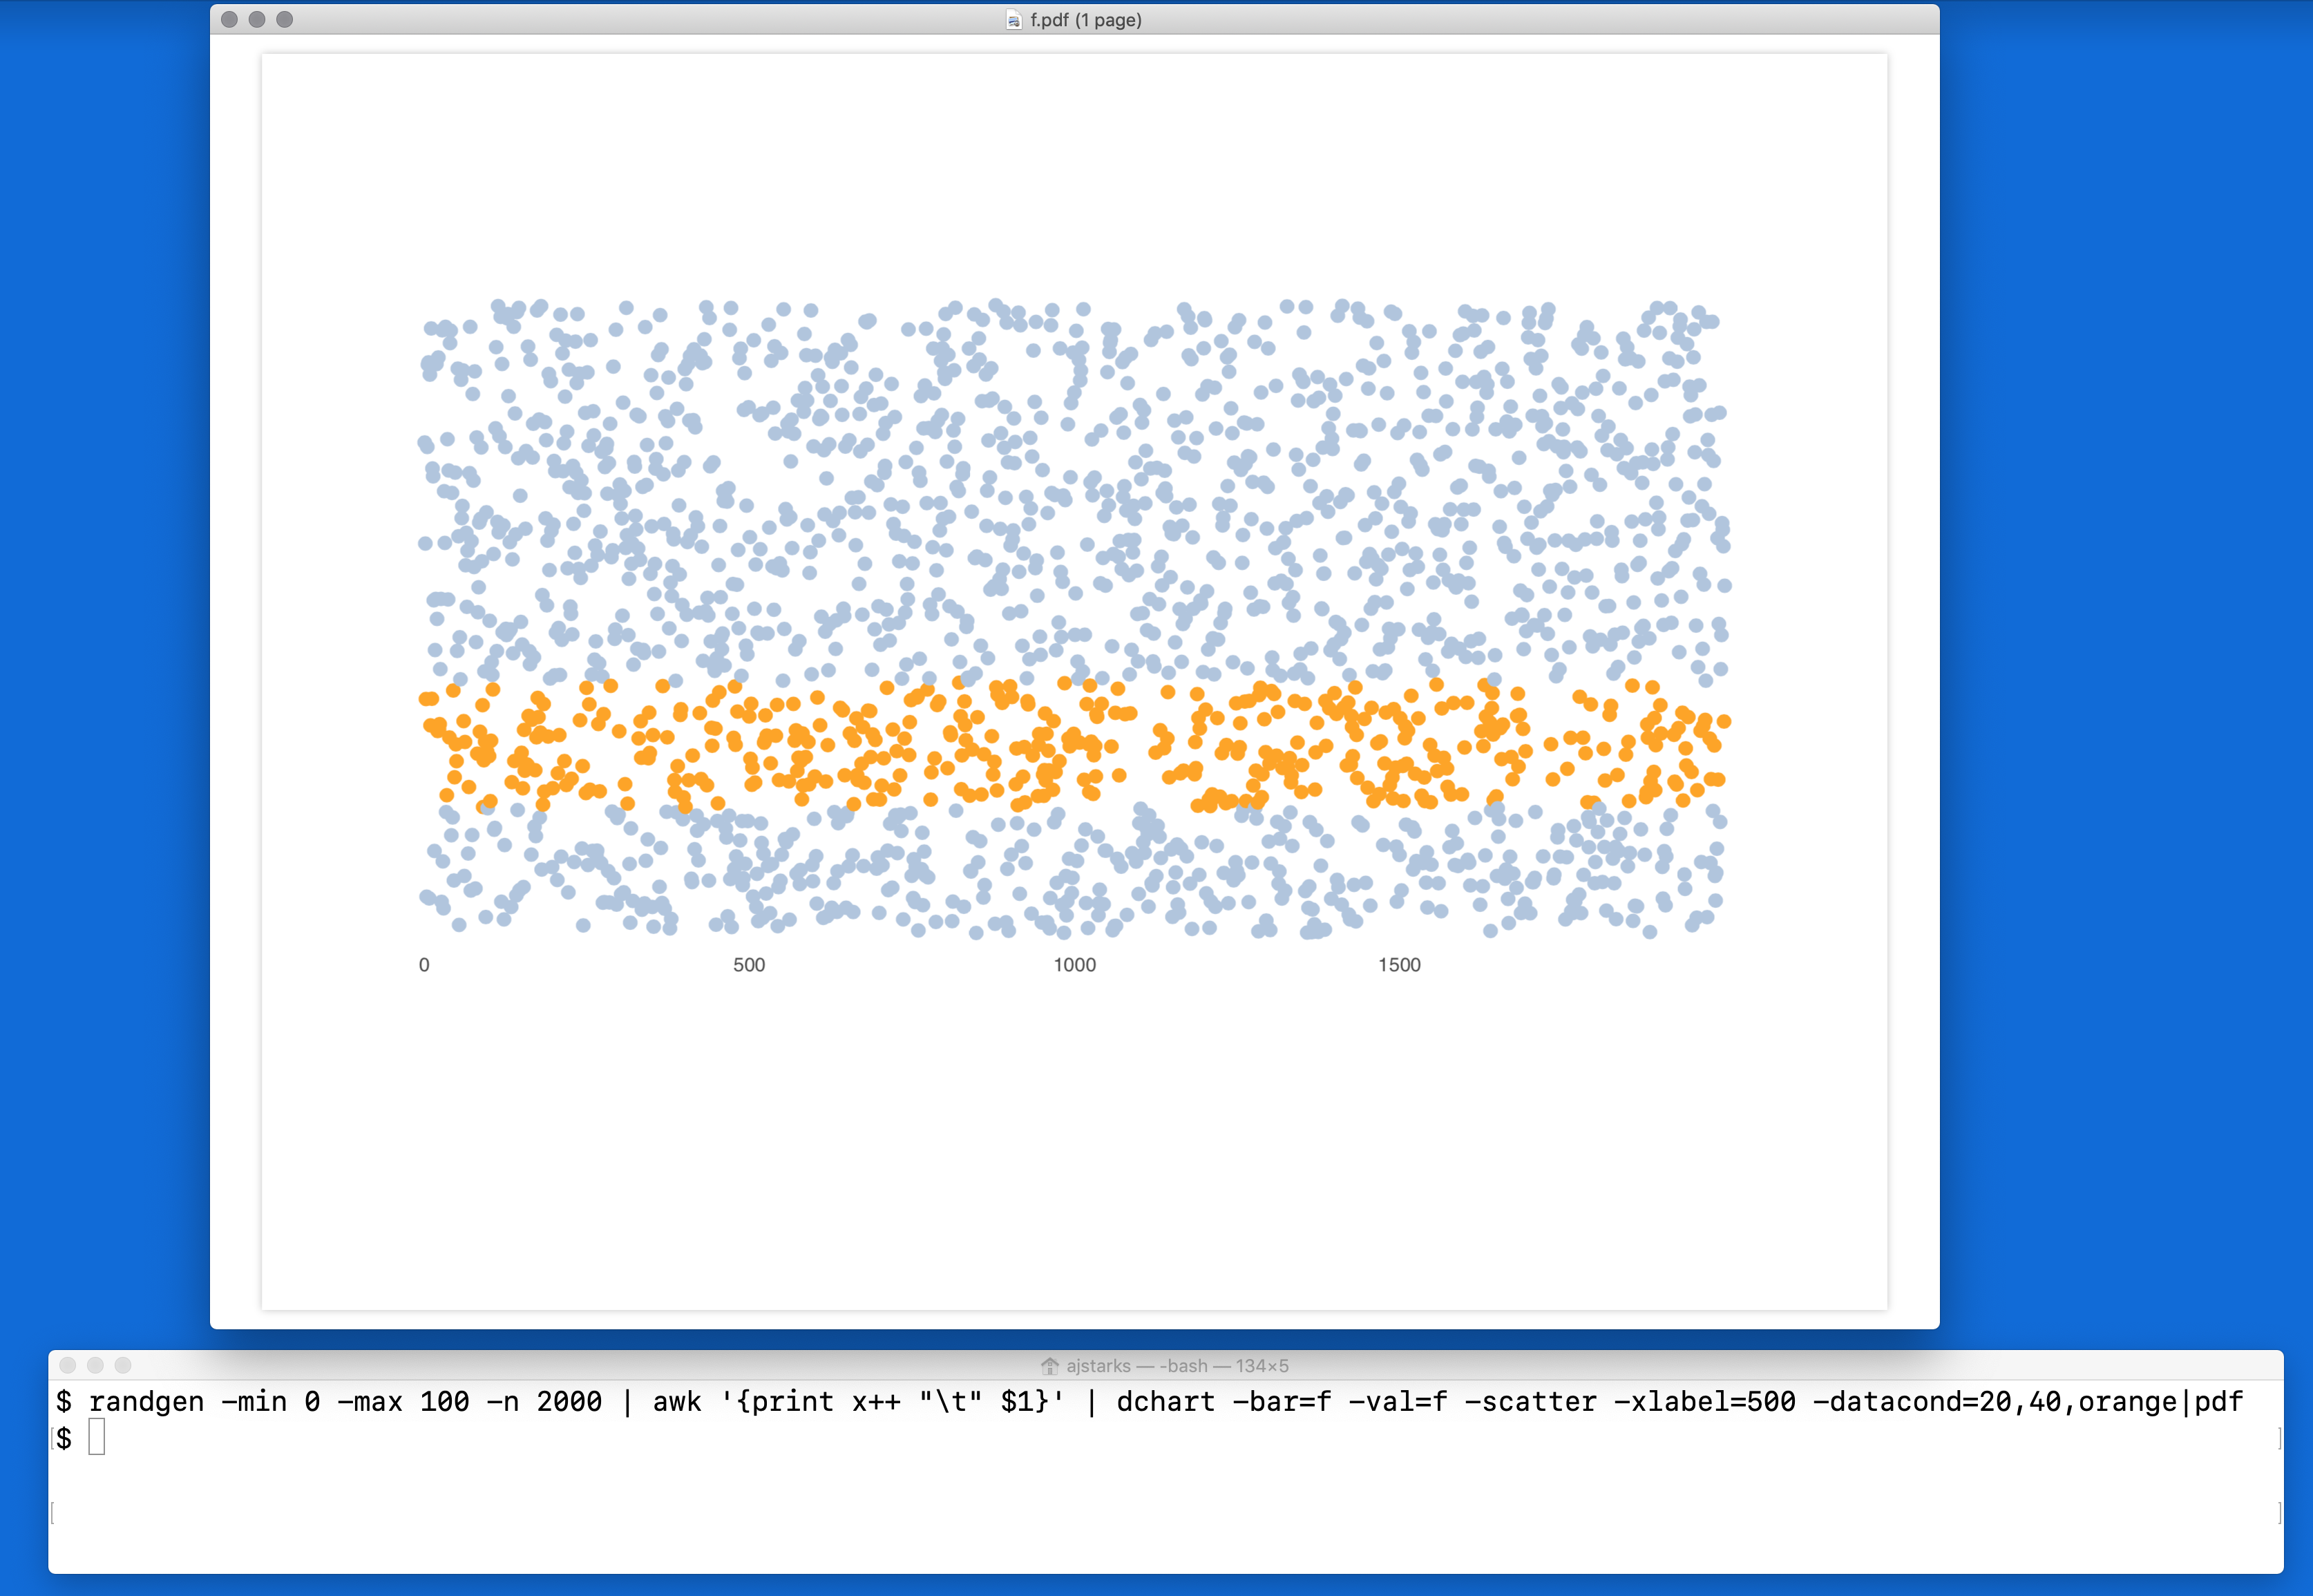 f.pdf (1 page)
0 500 1000 1500
ajstarks — -bash — 134×5
$ randgen -min 0 -max 100 -n 2000 | awk '{print x++ "\t" $1}' | dchart -bar=f -val=f -scatter -xlabel=500 -datacond=20,40,orange|pdf
$